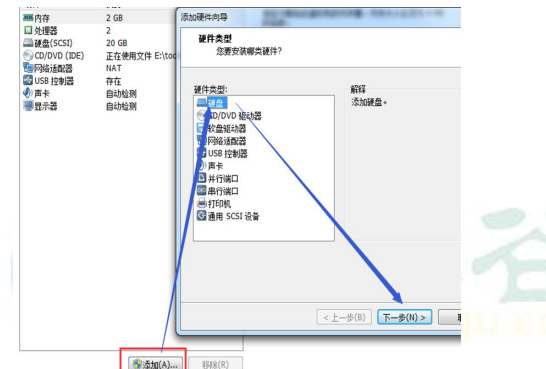 内存 2 GB
处理器 2
硬盘(SCSI) 20 GB
CD/DVD (IDE) 正在使用文件 E:\too
网络适配器 NAT
USB 控制器 存在
声卡 自动检测
显示器 自动检测
添加硬件向导
硬件类型
您要安装哪类硬件?
硬件类型:
硬盘
CD/DVD 驱动器
软盘驱动器
网络适配器
USB 控制器
声卡
并行端口
串行端口
打印机
通用 SCSI 设备
解释
添加硬盘。
< 上一步(B)
下一步(N) >
添加(A)...
移除(R)